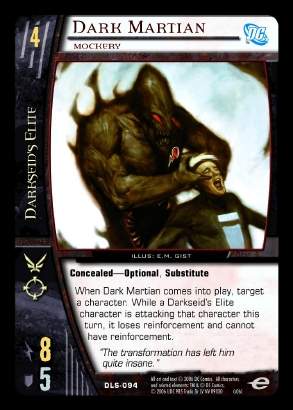 4
DARK MARTIAN
MOCKERY
DC
DARKSEID'S ELITE
ILLUS: E.M. GIST
Concealed—Optional, Substitute
When Dark Martian comes into play, target
a character. While a Darkseid's Elite
character is attacking that character this
turn, it loses reinforcement and cannot
have reinforcement.
"The transformation has left him
quite insane."
8
5
DLS-094